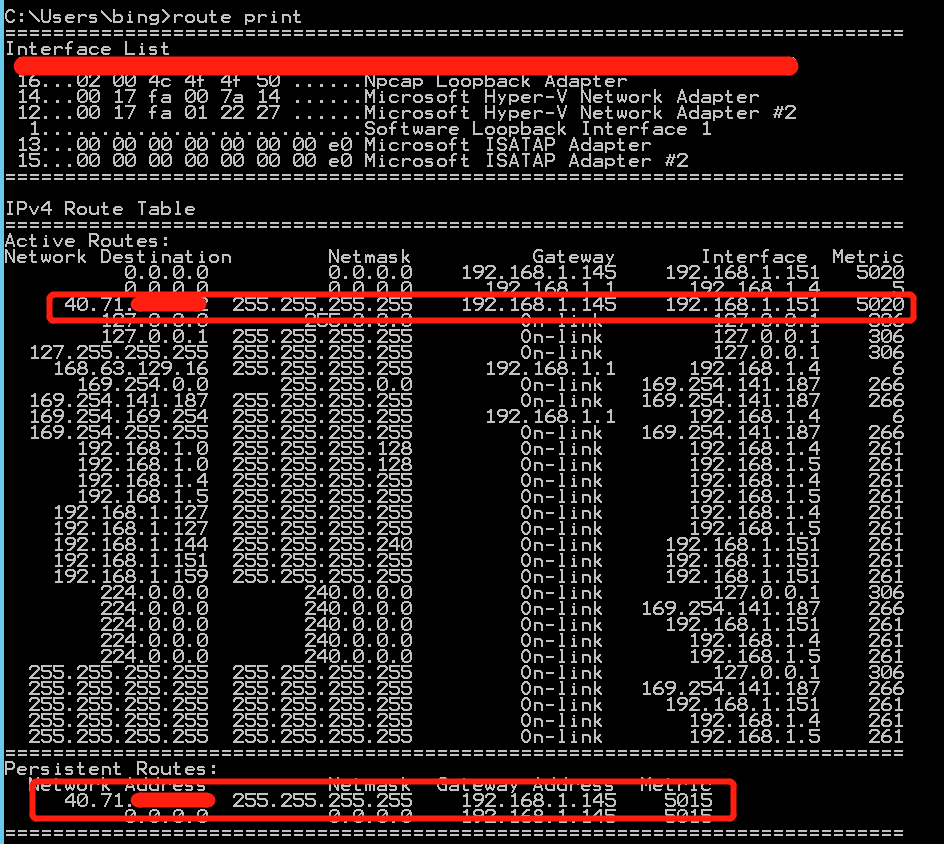 C:\Users\bing>route print
===========================================================================
Interface List
16...02 00 4c 4f 4f 50 ......Npcap Loopback Adapter
14...00 17 fa 00 7a 14 ......Microsoft Hyper-V Network Adapter
12...00 17 fa 01 22 27 ......Microsoft Hyper-V Network Adapter #2
1...........................Software Loopback Interface 1
13...00 00 00 00 00 00 00 e0 Microsoft ISATAP Adapter
15...00 00 00 00 00 00 00 e0 Microsoft ISATAP Adapter #2
===========================================================================
IPv4 Route Table
===========================================================================
Active Routes:
Network Destination Netmask Gateway Interface Metric
0.0.0.0 0.0.0.0 192.168.1.145 192.168.1.151 5020
0.0.0.0 0.0.0.0 192.168.1.1 192.168.1.4 5
40.71. 255.255.255.255 192.168.1.145 192.168.1.151 5020
127.0.0.0 255.0.0.0 On-link 127.0.0.1 306
127.0.0.1 255.255.255.255 On-link 127.0.0.1 306
127.255.255.255 255.255.255.255 On-link 127.0.0.1 306
168.63.129.16 255.255.255.255 192.168.1.1 192.168.1.4 6
169.254.0.0 255.255.0.0 On-link 169.254.141.187 266
169.254.141.187 255.255.255.255 On-link 169.254.141.187 266
169.254.169.254 255.255.255.255 192.168.1.1 192.168.1.4 6
169.254.255.255 255.255.255.255 On-link 169.254.141.187 266
192.168.1.0 255.255.255.128 On-link 192.168.1.4 261
192.168.1.0 255.255.255.128 On-link 192.168.1.5 261
192.168.1.4 255.255.255.255 On-link 192.168.1.4 261
192.168.1.5 255.255.255.255 On-link 192.168.1.5 261
192.168.1.127 255.255.255.255 On-link 192.168.1.4 261
192.168.1.127 255.255.255.255 On-link 192.168.1.5 261
192.168.1.144 255.255.255.240 On-link 192.168.1.151 261
192.168.1.151 255.255.255.255 On-link 192.168.1.151 261
192.168.1.159 255.255.255.255 On-link 192.168.1.151 261
224.0.0.0 240.0.0.0 On-link 127.0.0.1 306
224.0.0.0 240.0.0.0 On-link 169.254.141.187 266
224.0.0.0 240.0.0.0 On-link 192.168.1.151 261
224.0.0.0 240.0.0.0 On-link 192.168.1.4 261
224.0.0.0 240.0.0.0 On-link 192.168.1.5 261
255.255.255.255 255.255.255.255 On-link 127.0.0.1 306
255.255.255.255 255.255.255.255 On-link 169.254.141.187 266
255.255.255.255 255.255.255.255 On-link 192.168.1.151 261
255.255.255.255 255.255.255.255 On-link 192.168.1.4 261
255.255.255.255 255.255.255.255 On-link 192.168.1.5 261
===========================================================================
Persistent Routes:
Network Address Netmask Gateway Address Metric
40.71. 255.255.255.255 192.168.1.145 5015
0.0.0.0 0.0.0.0 192.168.1.145 5015
===========================================================================